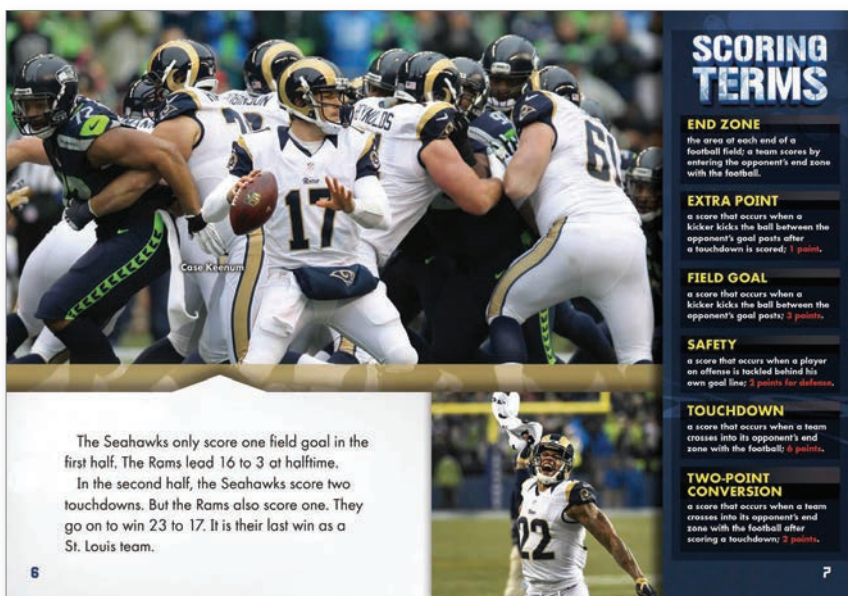 72
ROBINSON
17
Rams
REYNOLDS
61
Case Keenum
The Seahawks only score one field goal in the
first half. The Rams lead 16 to 3 at halftime.
In the second half, the Seahawks score two
touchdowns. But the Rams also score one. They
go on to win 23 to 17. It is their last win as a
St. Louis team.
6
22
SCORING
TERMS
END ZONE
the area at each end of a
football field; a team scores by
entering the opponent's end zone
with the football.
EXTRA POINT
a score that occurs when a
kicker kicks the ball between the
opponent's goal posts after
a touchdown is scored; 1 point.
FIELD GOAL
a score that occurs when a
kicker kicks the ball between the
opponent's goal posts; 3 points.
SAFETY
a score that occurs when a player
on offense is tackled behind his
own goal line; 2 points for defense.
TOUCHDOWN
a score that occurs when a team
crosses into its opponent's end
zone with the football; 6 points.
TWO-POINT
CONVERSION
a score that occurs when a team
crosses into its opponent's end
zone with the football after
scoring a touchdown; 2 points.
7